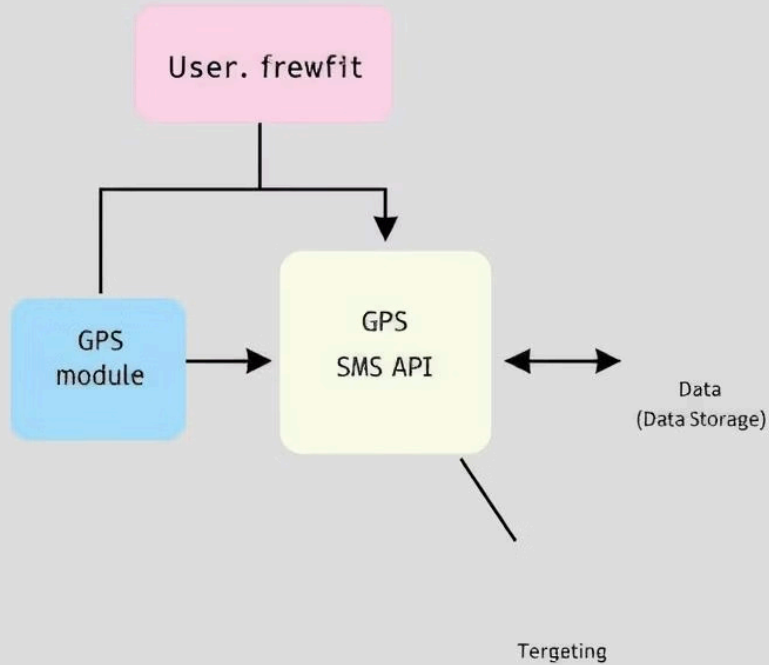 User. frewfit
GPS
module
GPS
SMS API
Data
(Data Storage)
Tergeting